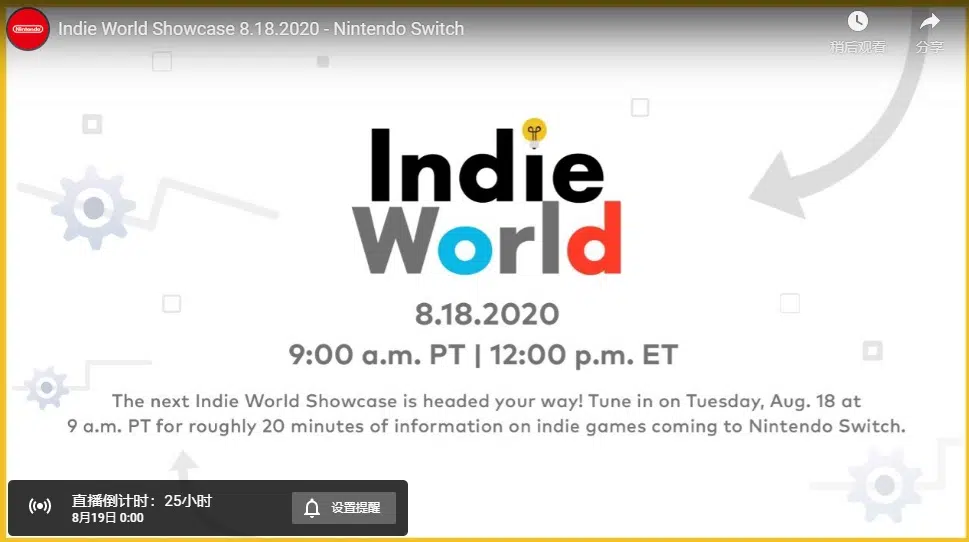 Nintendo
Indie World Showcase 8.18.2020 - Nintendo Switch
稍后观看
分享
Indie
World
8.18.2020
9:00 a.m. PT | 12:00 p.m. ET
The next Indie World Showcase is headed your way! Tune in on Tuesday, Aug. 18 at
9 a.m. PT for roughly 20 minutes of information on indie games coming to Nintendo Switch.
直播倒计时：25小时
8月19日 0:00
设置提醒